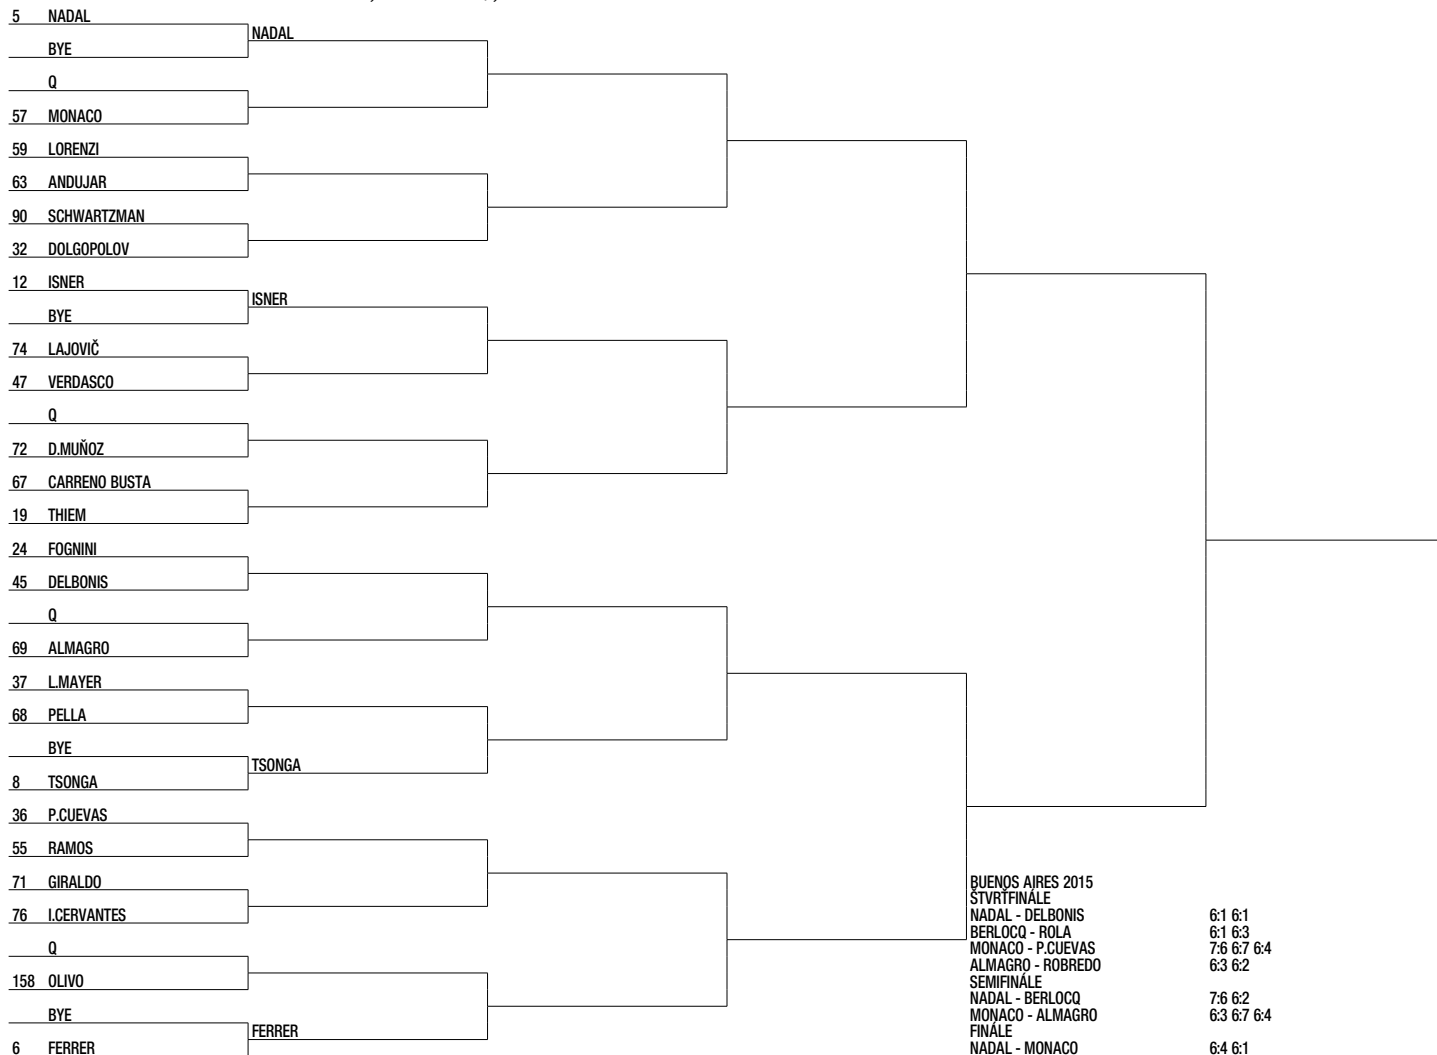 5 NADAL
NADAL
BYE
Q
57 MONACO
59 LORENZI
63 ANDUJAR
90 SCHWARTZMAN
32 DOLGOPOLOV
12 ISNER
ISNER
BYE
74 LAJOVIČ
47 VERDASCO
Q
72 D.MUŇOZ
67 CARRENO BUSTA
19 THIEM
24 FOGNINI
45 DELBONIS
Q
69 ALMAGRO
37 L.MAYER
68 PELLA
BYE
TSONGA
8 TSONGA
36 P.CUEVAS
55 RAMOS
71 GIRALDO
76 I.CERVANTES
Q
158 OLIVO
BYE
FERRER
6 FERRER
BUENOS AIRES 2015
ŠTVRŤFINÁLE
NADAL - DELBONIS 6:1 6:1
BERLOCQ - ROLA 6:1 6:3
MONACO - P.CUEVAS 7:6 6:7 6:4
ALMAGRO - ROBREDO 6:3 6:2
SEMIFINÁLE
NADAL - BERLOCQ 7:6 6:2
MONACO - ALMAGRO 6:3 6:7 6:4
FINÁLE
NADAL - MONACO 6:4 6:1